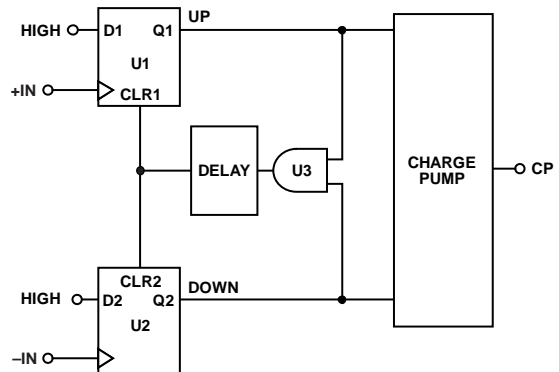 UP
HIGH
D1
Q1
U1
+IN
CLR1
DELAY
U3
CHARGE
PUMP
CP
CLR2
DOWN
HIGH
D2
Q2
U2
–IN